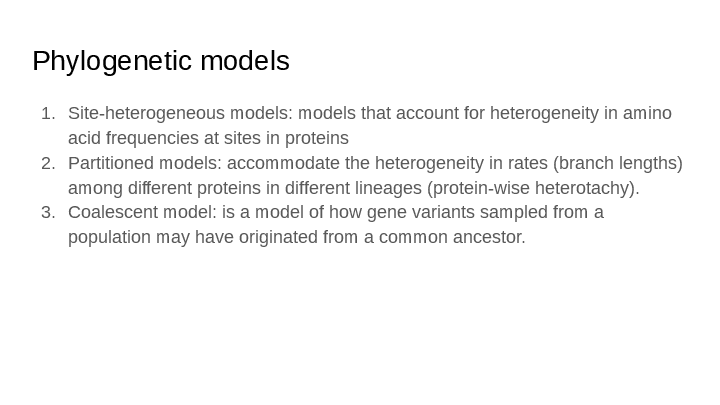 Phylogenetic models
1. Site-heterogeneous models: models that account for heterogeneity in amino
acid frequencies at sites in proteins
2. Partitioned models: accommodate the heterogeneity in rates (branch lengths)
among different proteins in different lineages (protein-wise heterotachy).
3. Coalescent model: is a model of how gene variants sampled from a
population may have originated from a common ancestor.